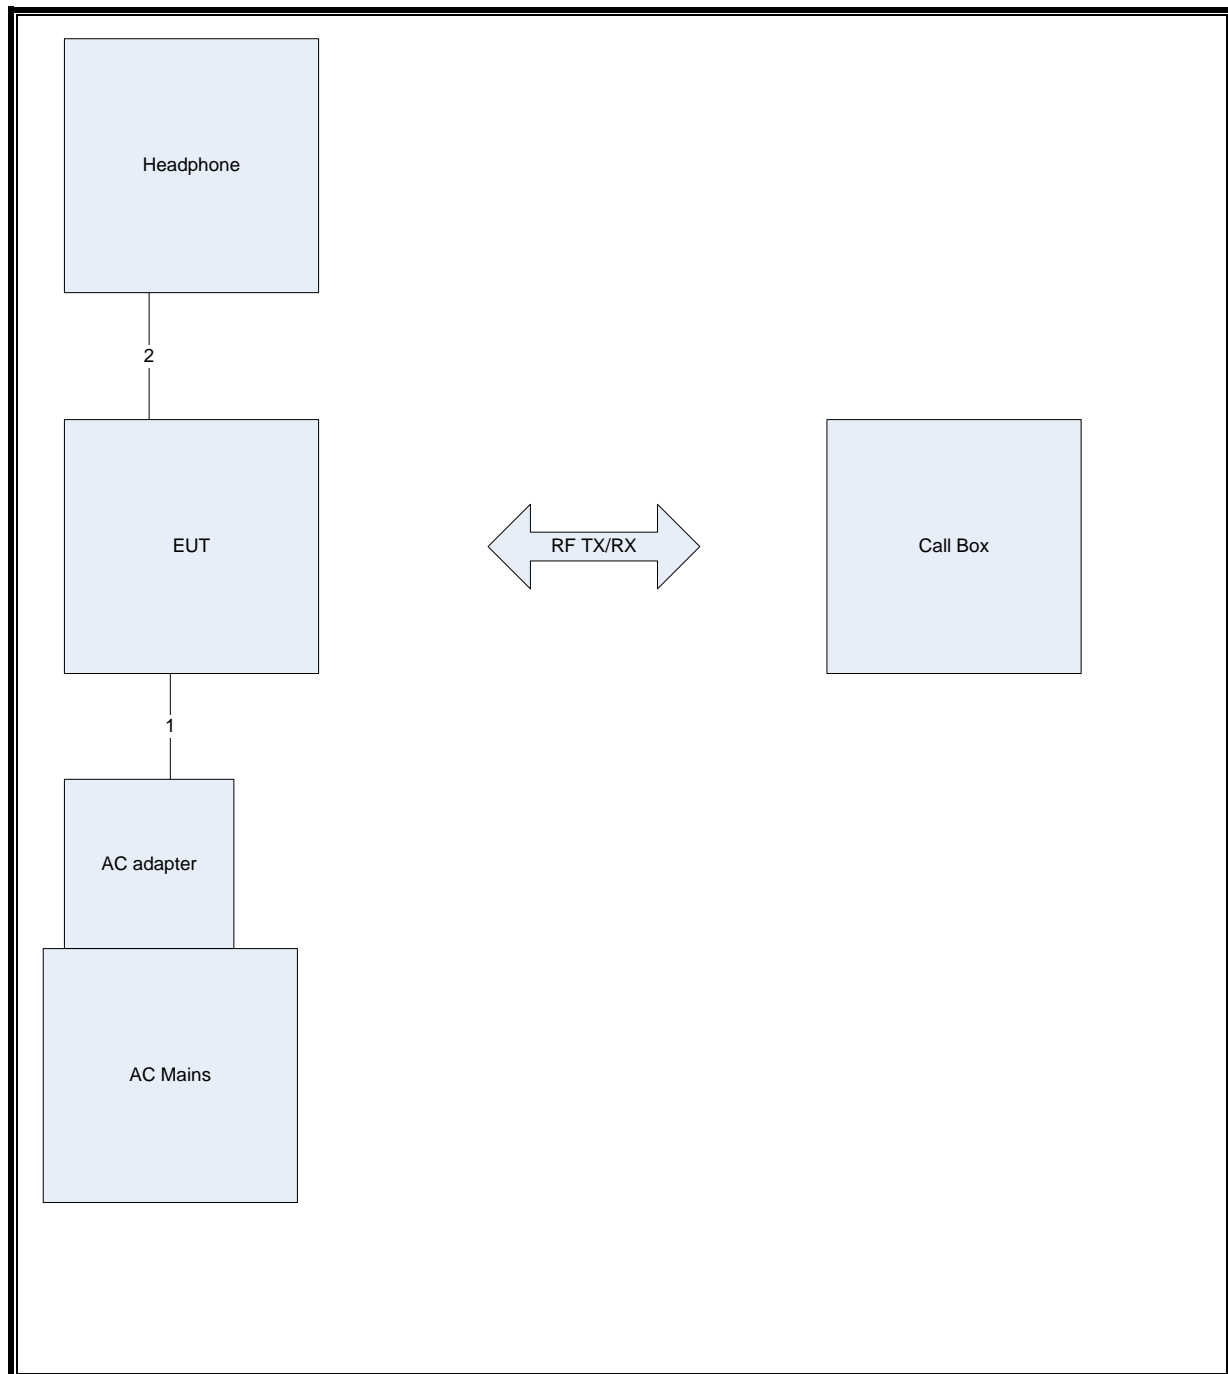 Headphone
2
EUT
RF TX/RX
Call Box
1
AC adapter
AC Mains